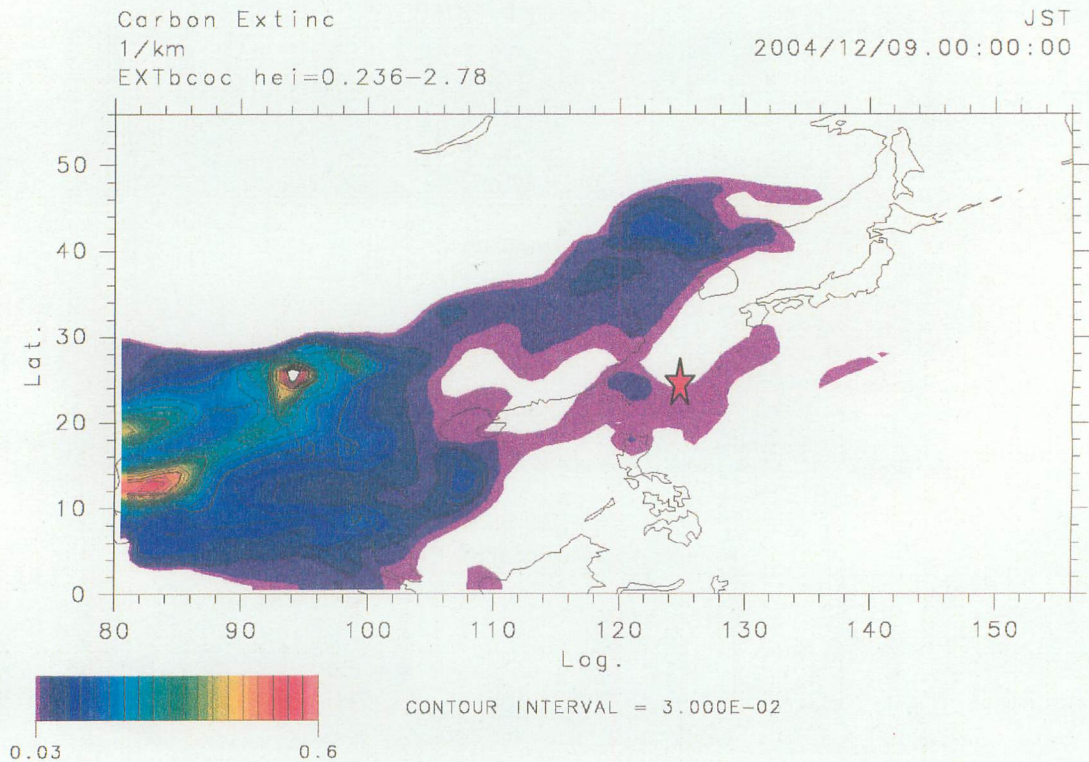 Carbon Extinc
1/km
EXTbcoc hei=0.236-2.78
JST
2004/12/09.00:00:00
50
40
30
20
10
0
Lat.
80 90 100 110 120 130 140 150
Log.
CONTOUR INTERVAL = 3.000E-02
0.03 0.6